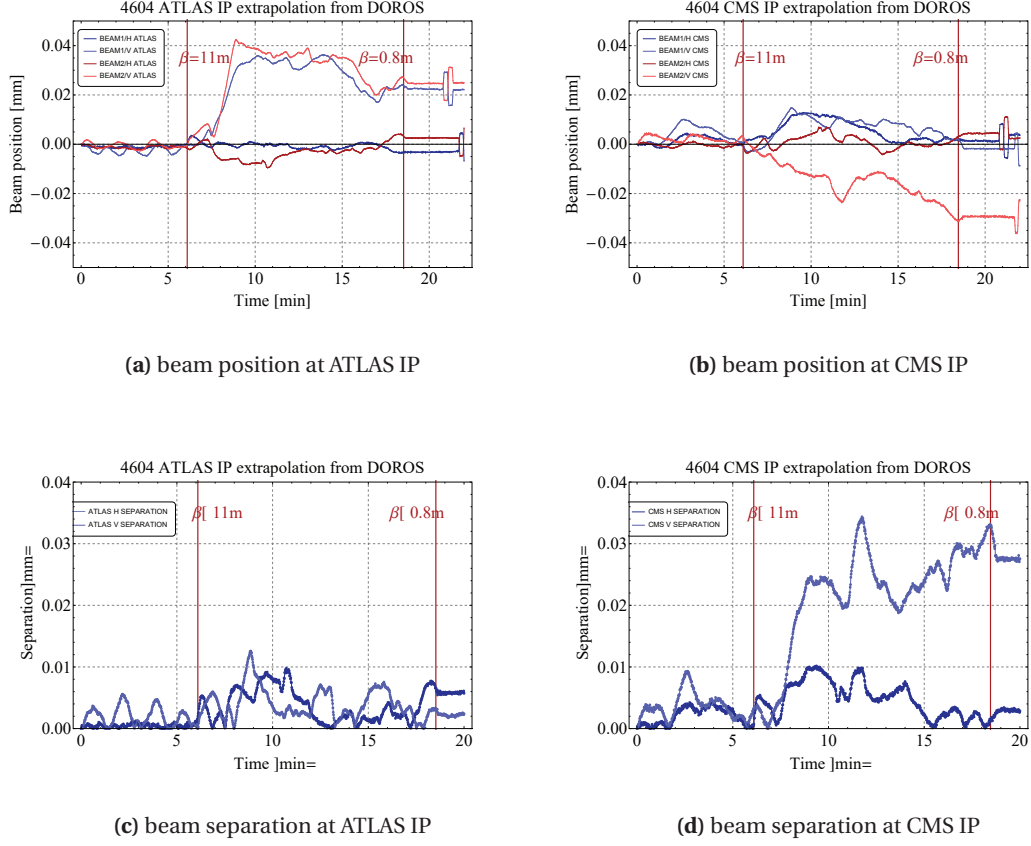 4604 ATLAS IP extrapolation from DOROS
BEAM1/H ATLAS
BEAM1/V ATLAS
BEAM2/H ATLAS
BEAM2/V ATLAS
β=11m
β=0.8m
Beam position [mm]
0.04
0.02
0.00
−0.02
−0.04
0 5 10 15 20
Time [min]
(a) beam position at ATLAS IP
4604 CMS IP extrapolation from DOROS
BEAM1/H CMS
BEAM1/V CMS
BEAM2/H CMS
BEAM2/V CMS
β=11m
β=0.8m
Beam position [mm]
0.04
0.02
0.00
−0.02
−0.04
0 5 10 15 20
Time [min]
(b) beam position at CMS IP
4604 ATLAS IP extrapolation from DOROS
ATLAS H SEPARATION
ATLAS V SEPARATION
β[ 11m
β[ 0.8m
Separation]mm=
0.04
0.03
0.02
0.01
0.00
0 5 10 15 20
Time ]min=
(c) beam separation at ATLAS IP
4604 CMS IP extrapolation from DOROS
CMS H SEPARATION
CMS V SEPARATION
β[ 11m
β[ 0.8m
Separation]mm=
0.04
0.03
0.02
0.01
0.00
0 5 10 15 20
Time ]min=
(d) beam separation at CMS IP